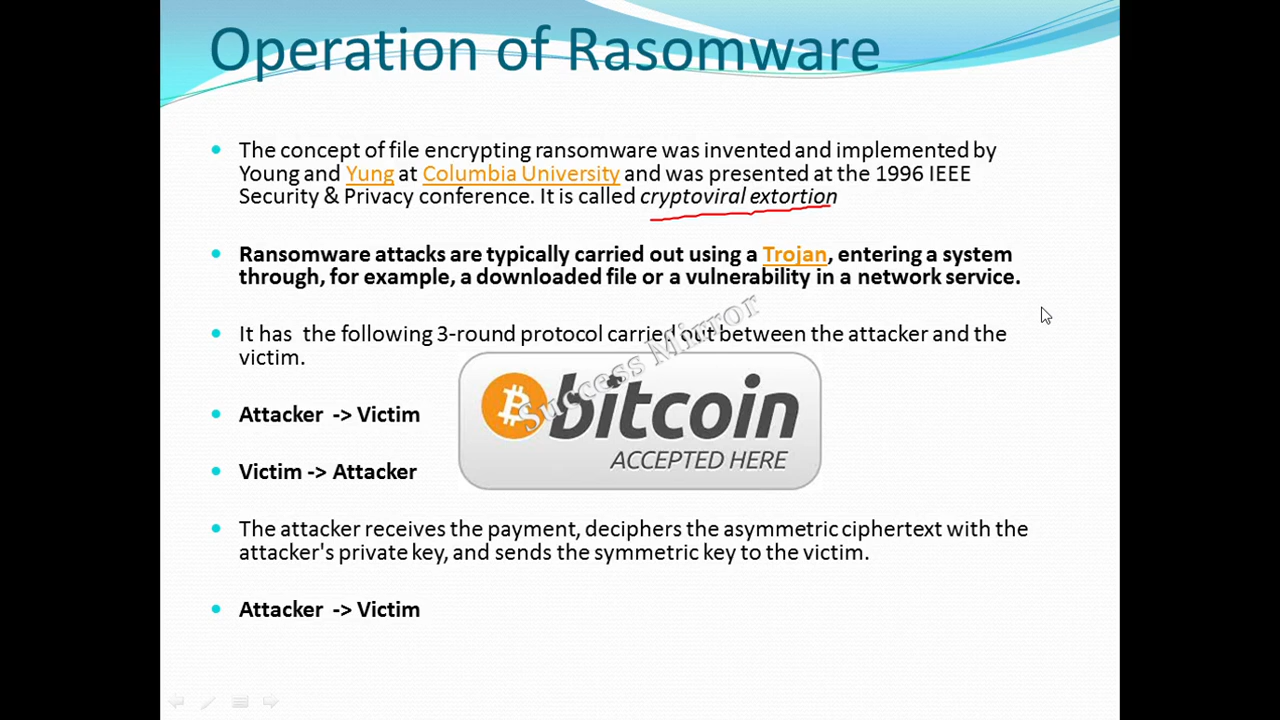 Operation of Rasomware
The concept of file encrypting ransomware was invented and implemented by
Young and Yung at Columbia University and was presented at the 1996 IEEE
Security & Privacy conference. It is called cryptoviral extortion
Ransomware attacks are typically carried out using a Trojan, entering a system
through, for example, a downloaded file or a vulnerability in a network service.
It has the following 3-round protocol carried out between the attacker and the
victim.
Success Mirror
Attacker -> Victim
bitcoin
ACCEPTED HERE
Victim -> Attacker
The attacker receives the payment, deciphers the asymmetric ciphertext with the
attacker's private key, and sends the symmetric key to the victim.
Attacker -> Victim